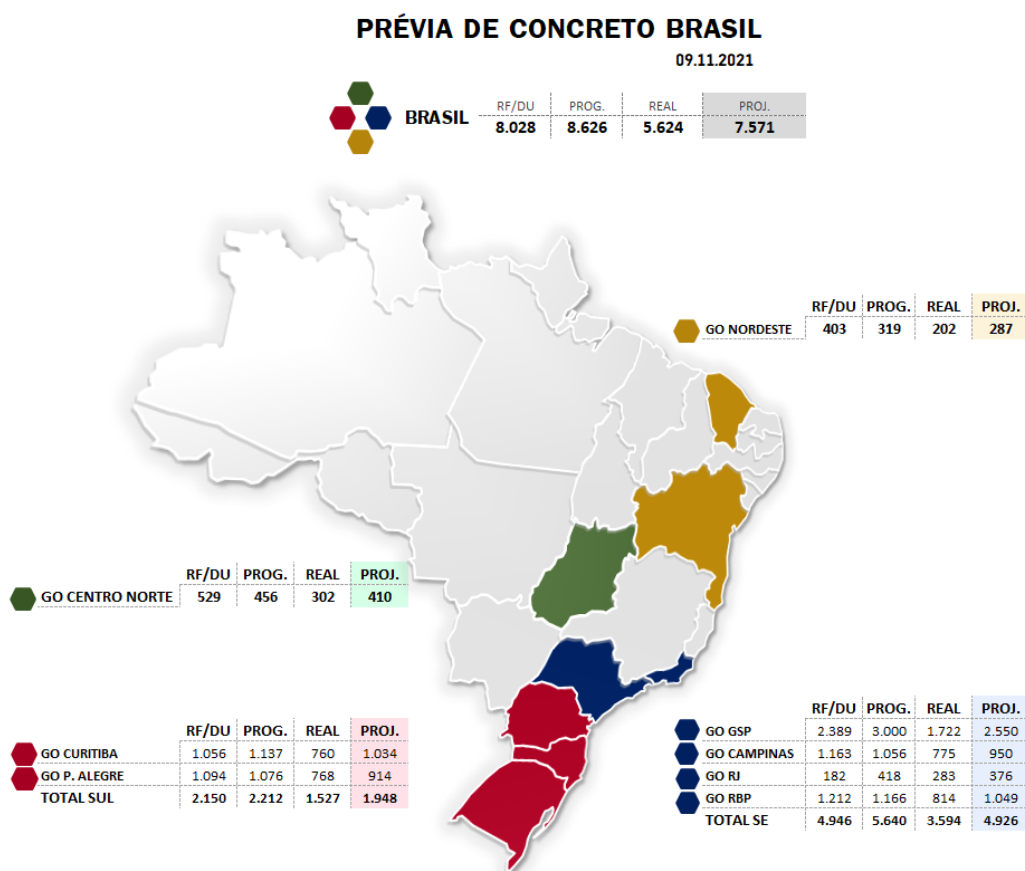 PRÉVIA DE CONCRETO BRASIL
09.11.2021
BRASIL
RF/DU PROG. REAL PROJ.
8.028 8.626 5.624 7.571
RF/DU PROG. REAL PROJ.
GO NORDESTE 403 319 202 287
RF/DU PROG. REAL PROJ.
GO CENTRO NORTE 529 456 302 410
RF/DU PROG. REAL PROJ.
GO CURITIBA 1.056 1.137 760 1.034
GO P. ALEGRE 1.094 1.076 768 914
TOTAL SUL 2.150 2.212 1.527 1.948
RF/DU PROG. REAL PROJ.
GO GSP 2.389 3.000 1.722 2.550
GO CAMPINAS 1.163 1.056 775 950
GO RJ 182 418 283 376
GO RBP 1.212 1.166 814 1.049
TOTAL SE 4.946 5.640 3.594 4.926